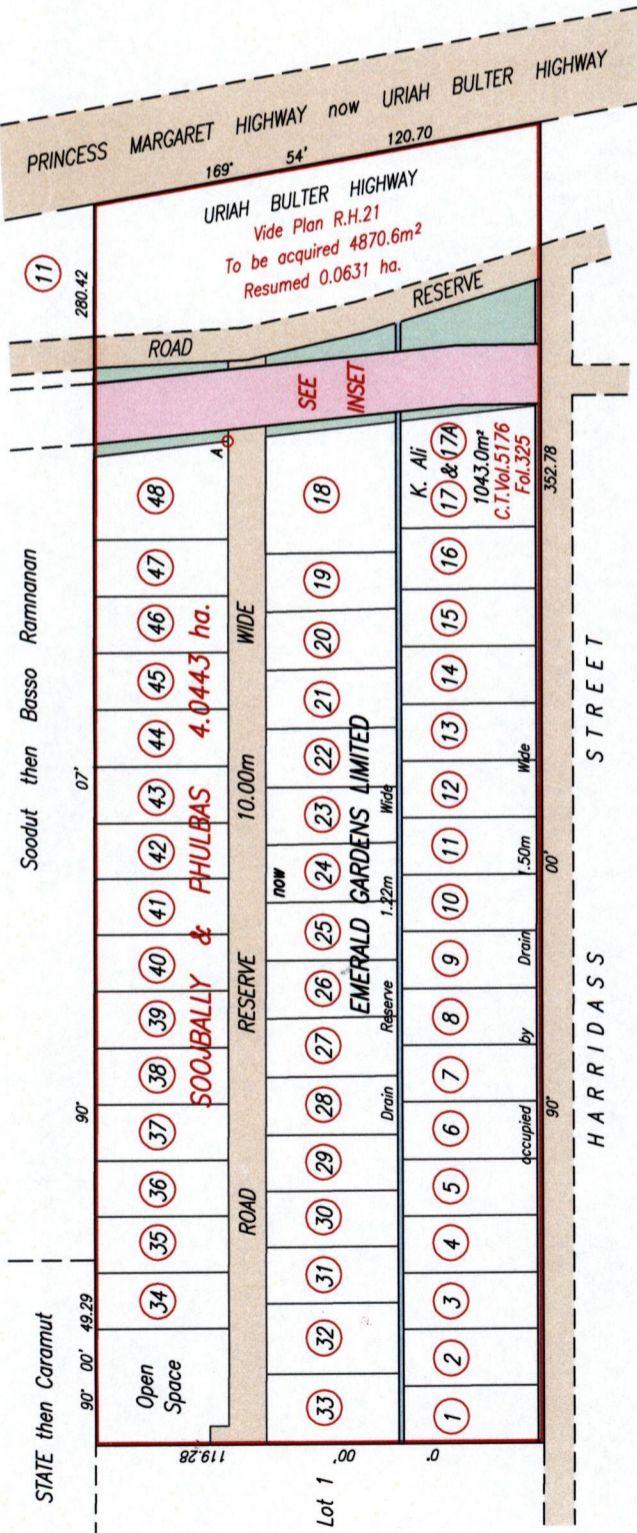 PRINCESS MARGARET HIGHWAY now URIAH BULTER HIGHWAY
169° 54' 120.70
URIAH BULTER HIGHWAY
Vide Plan R.H.21
To be acquired 4870.6m²
Resumed 0.0631 ha.
11
280.42
ROAD RESERVE
SEE
INSET
STATE then Caramut
Soodut then Basso Ramnanan
90° 00' 49.29
90° 07'
Open
Space
34 35 36 37 38 39 40 41 42 43 44 45 46 47 48
A
SOOJBALLY & PHULBAS 4.0443 ha.
ROAD RESERVE 10.00m WIDE
now
33 32 31 30 29 28 27 26 25 24 23 22 21 20 19 18
EMERALD GARDENS LIMITED
Drain Reserve 1.22m Wide
K. Ali
1 2 3 4 5 6 7 8 9 10 11 12 13 14 15 16 17 & 17A
1043.0m²
C.T.Vol.5176
Fol.325
occupied by Drain 1.50m Wide
90° 00' 352.78
HARRIDASS STREET
Lot 1
0° 00' 119.28